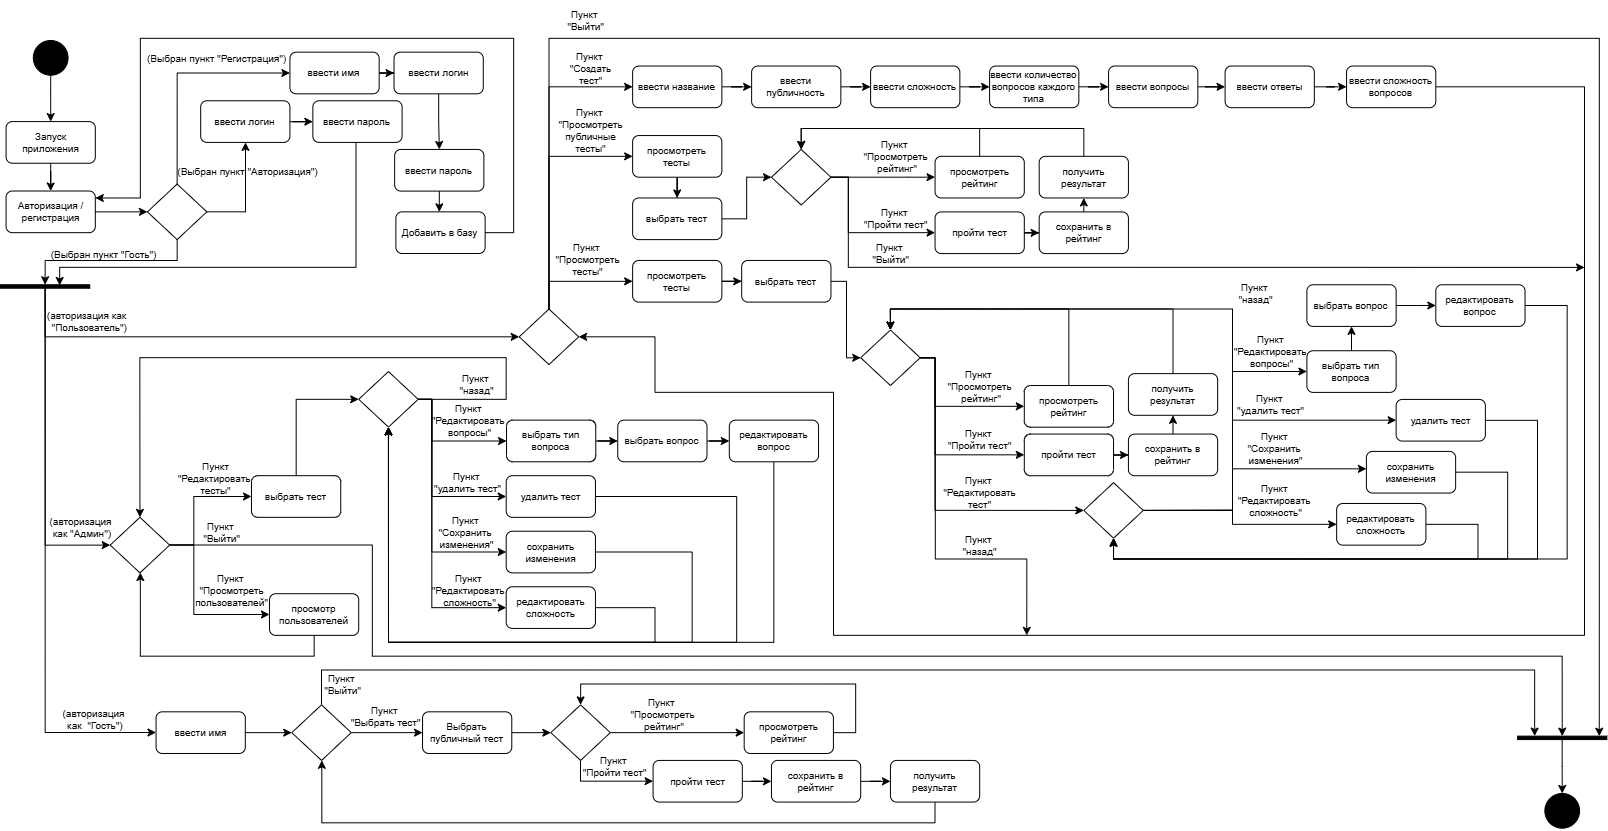 Пункт
"Выйти"
(Выбран пункт "Регистрация")
ввести имя
ввести логин
Пункт
"Создать
тест"
ввести название
ввести
публичность
ввести сложность
ввести количество
вопросов каждого
типа
ввести вопросы
ввести ответы
ввести сложность
вопросов
Запуск
приложения
ввести логин
ввести пароль
Пункт
"Просмотреть
публичные
тесты"
просмотреть
тесты
Пункт
"Просмотреть
рейтинг"
просмотреть
рейтинг
получить
результат
(Выбран пункт "Авторизация")
ввести пароль
Авторизация /
регистрация
выбрать тест
Пункт
"Пройти тест"
пройти тест
сохранить в
рейтинг
Добавить в базу
(Выбран пункт "Гость")
Пункт
"Выйти"
Пункт
"Просмотреть
тесты"
просмотреть
тесты
выбрать тест
Пункт
"назад"
выбрать вопрос
редактировать
вопрос
(авторизация как
"Пользователь")
Пункт
"Редактировать
вопросы"
выбрать тип
вопроса
Пункт
"Просмотреть
рейтинг"
просмотреть
рейтинг
получить
результат
Пункт
"удалить тест"
удалить тест
Пункт
"назад"
Пункт
"Редактировать
вопросы"
выбрать тип
вопроса
выбрать вопрос
редактировать
вопрос
Пункт
"Пройти тест"
пройти тест
сохранить в
рейтинг
Пункт
"Сохранить
изменения"
сохранить
изменения
Пункт
"Редактировать
тесты"
выбрать тест
Пункт
"удалить тест"
удалить тест
Пункт
"Редактировать
тест"
Пункт
"Редактировать
сложность"
редактировать
сложность
(авторизация
как "Админ")
Пункт
"Выйти"
Пункт
"Сохранить
изменения"
сохранить
изменения
Пункт
"назад"
Пункт
"Просмотреть
пользователей"
просмотр
пользователей
Пункт
"Редактировать
сложность"
редактировать
сложность
Пункт
"Выйти"
(авторизация
как "Гость")
ввести имя
Пункт
"Выбрать тест"
Выбрать
публичный тест
Пункт
"Просмотреть
рейтинг"
просмотреть
рейтинг
Пункт
"Пройти тест"
пройти тест
сохранить в
рейтинг
получить
результат